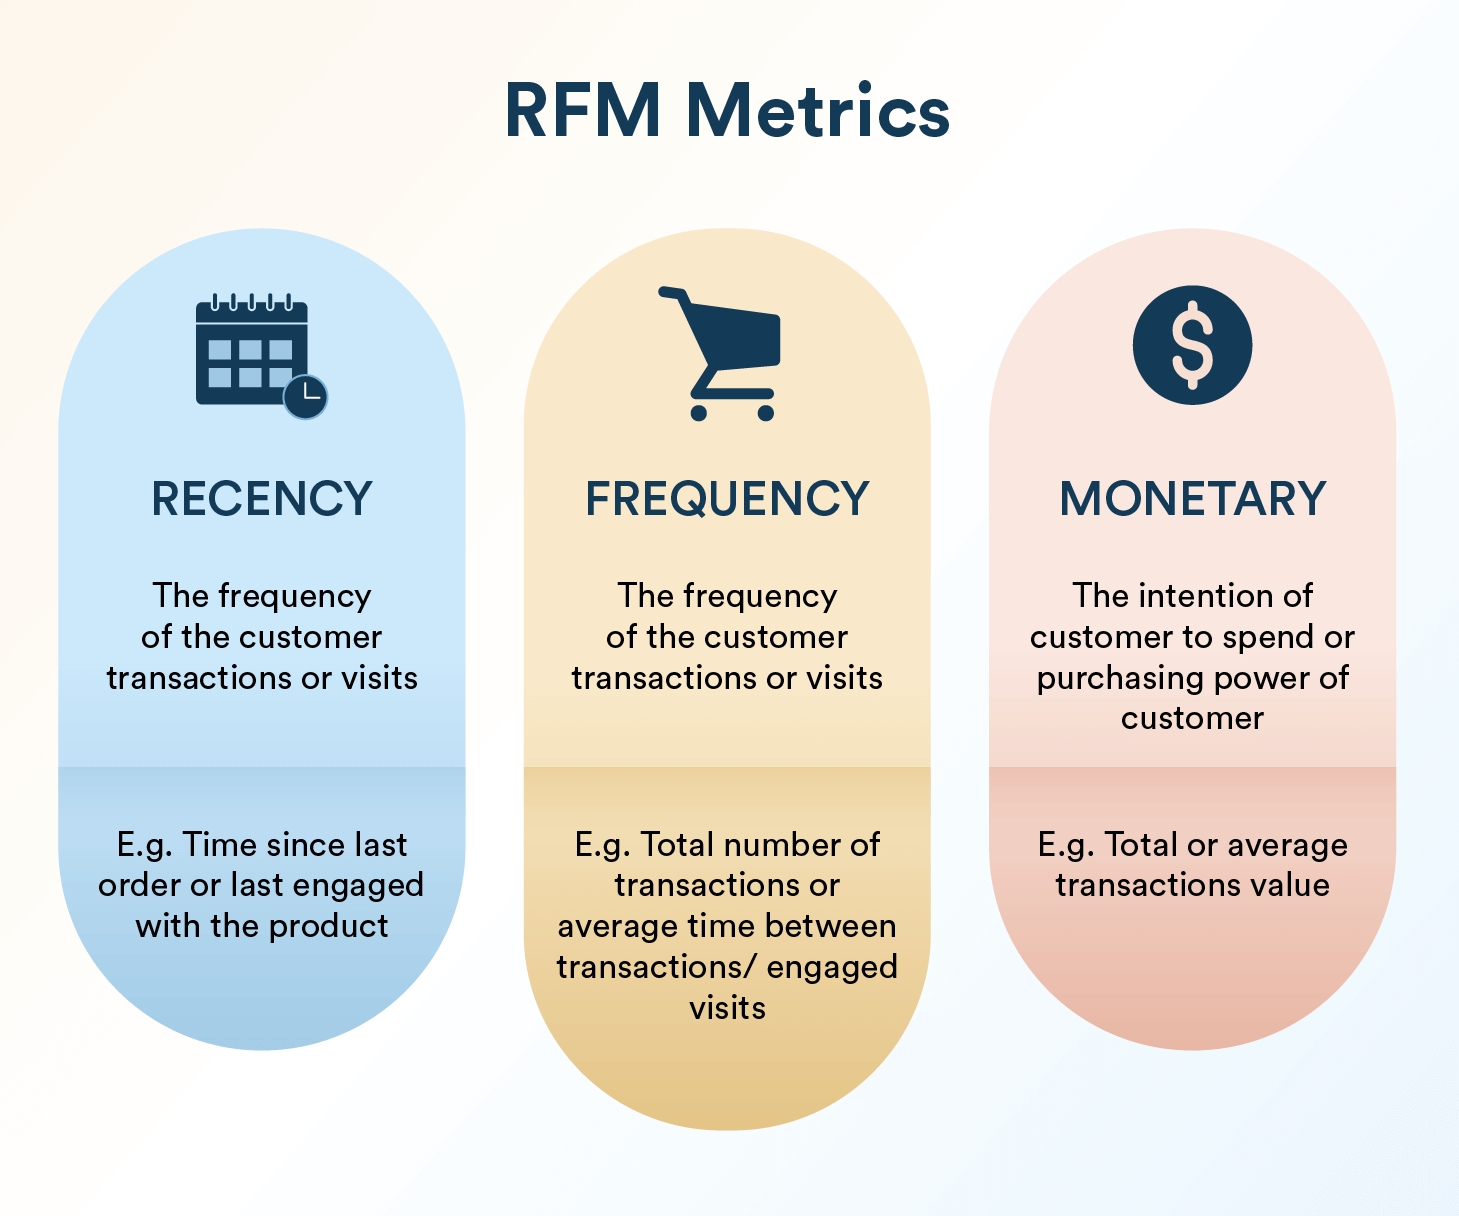 RFM Metrics
RECENCY
The frequency
of the customer
transactions or visits
E.g. Time since last
order or last engaged
with the product
FREQUENCY
The frequency
of the customer
transactions or visits
E.g. Total number of
transactions or
average time between
transactions/ engaged
visits
MONETARY
The intention of
customer to spend or
purchasing power of
customer
E.g. Total or average
transactions value